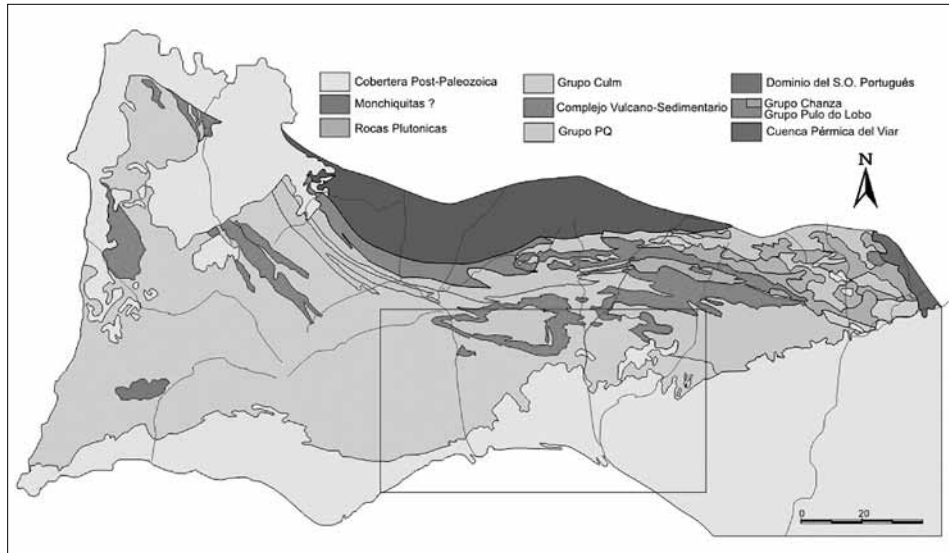 Cobertera Post-Paleozoica
Monchiquitas ?
Rocas Plutonicas
Grupo Culm
Complejo Vulcano-Sedimentario
Grupo PQ
Dominio del S.O. Portugués
Grupo Chanza
Grupo Pulo do Lobo
Cuenca Pérmica del Viar
N
0 20